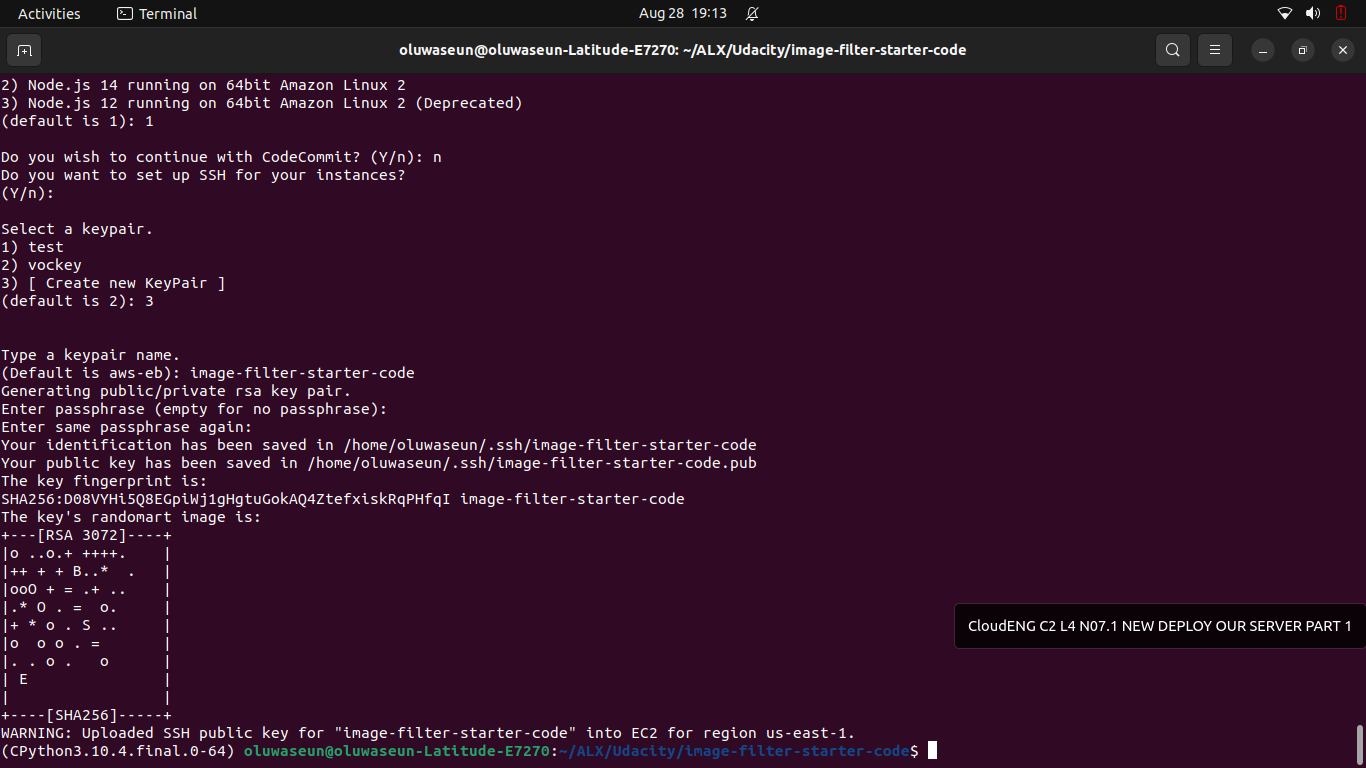 Activities
Terminal
Aug 28 19:13
oluwaseun@oluwaseun-Latitude-E7270: ~/ALX/Udacity/image-filter-starter-code
2) Node.js 14 running on 64bit Amazon Linux 2
3) Node.js 12 running on 64bit Amazon Linux 2 (Deprecated)
(default is 1): 1
Do you wish to continue with CodeCommit? (Y/n): n
Do you want to set up SSH for your instances?
(Y/n):
Select a keypair.
1) test
2) vockey
3) [ Create new KeyPair ]
(default is 2): 3
Type a keypair name.
(Default is aws-eb): image-filter-starter-code
Generating public/private rsa key pair.
Enter passphrase (empty for no passphrase):
Enter same passphrase again:
Your identification has been saved in /home/oluwaseun/.ssh/image-filter-starter-code
Your public key has been saved in /home/oluwaseun/.ssh/image-filter-starter-code.pub
The key fingerprint is:
SHA256:D08VYHi5Q8EGpiWj1gHgtuGokAQ4ZtefxiskRqPHfqI image-filter-starter-code
The key's randomart image is:
+---[RSA 3072]----+
|o ..o.+ ++++.    |
|++ + + B..*  .   |
|ooO + = .+ ..    |
|.* O . =  o.     |
|+ * o . S ..     |
|o  o o . =       |
|. . o .   o      |
| E               |
|                 |
+----[SHA256]-----+
WARNING: Uploaded SSH public key for "image-filter-starter-code" into EC2 for region us-east-1.
(CPython3.10.4.final.0-64) oluwaseun@oluwaseun-Latitude-E7270:~/ALX/Udacity/image-filter-starter-code$
CloudENG C2 L4 N07.1 NEW DEPLOY OUR SERVER PART 1